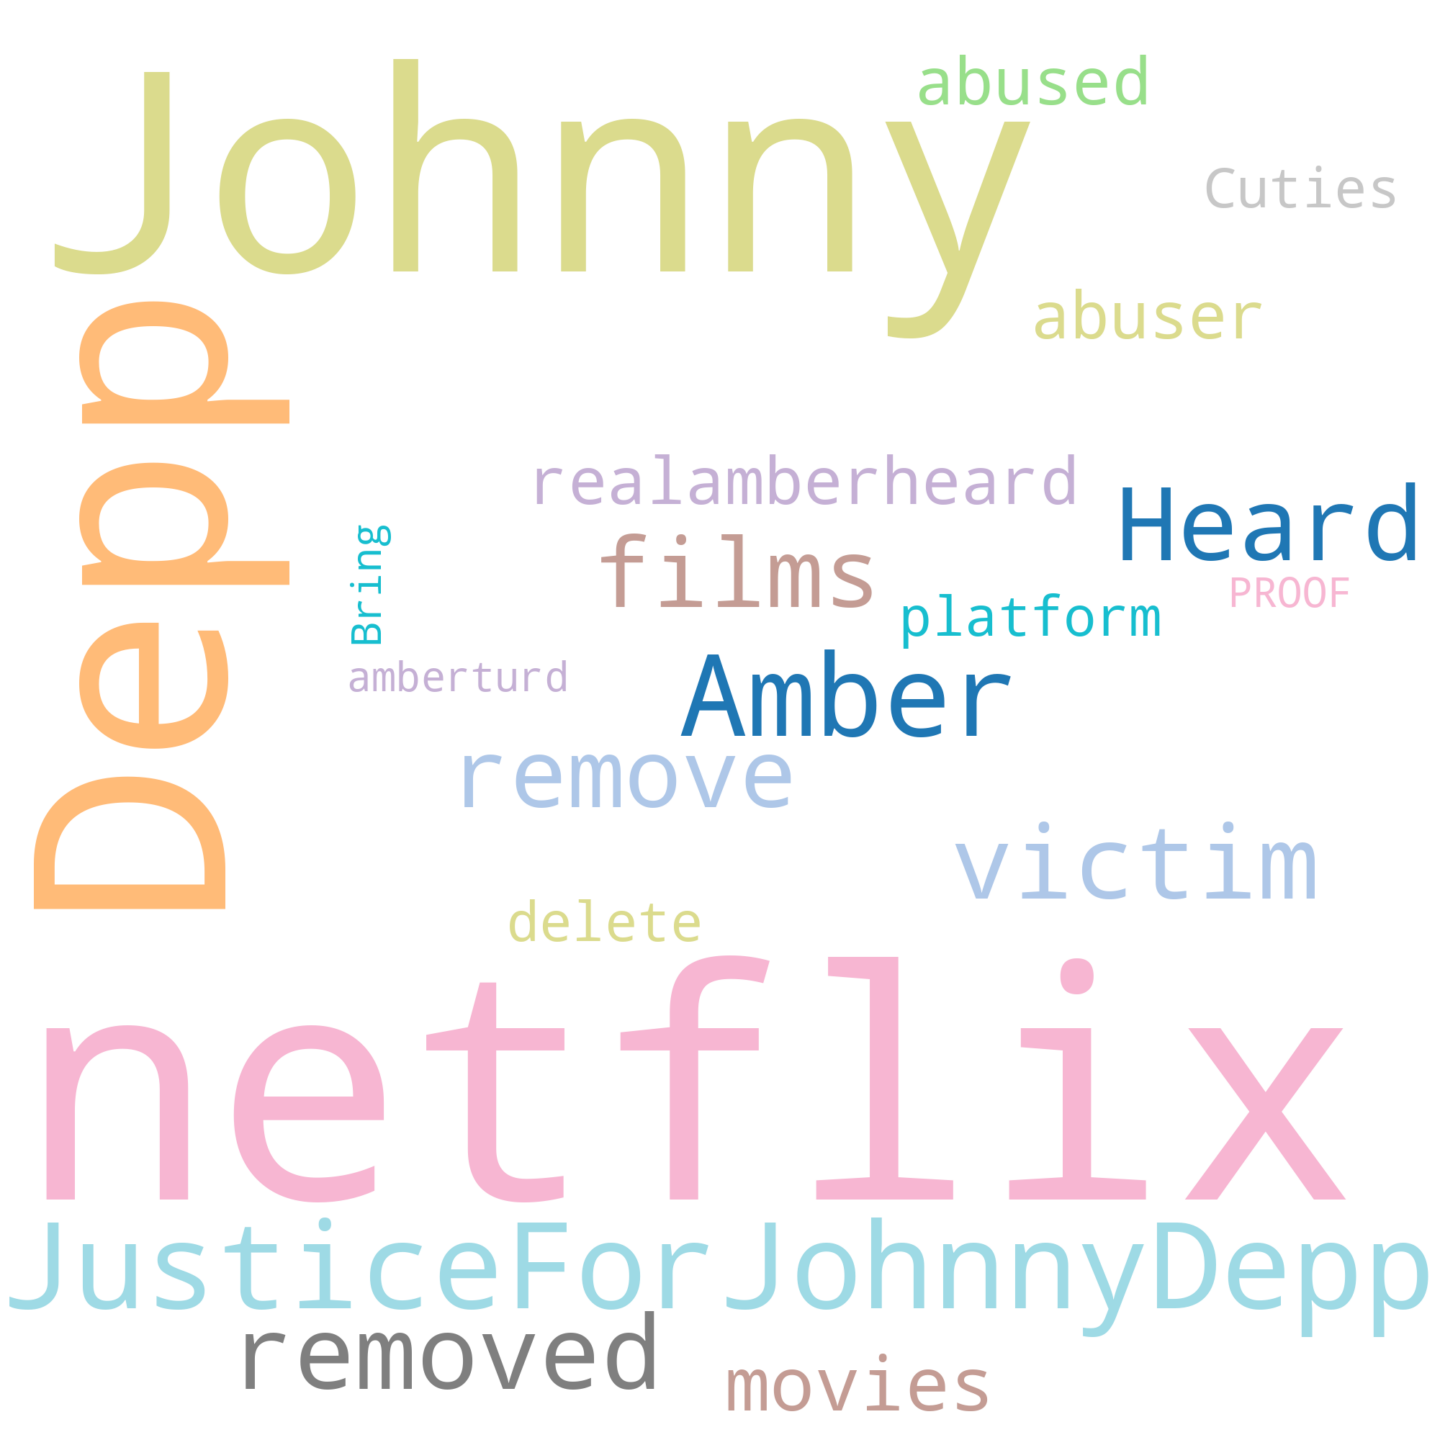 Johnny
abused
Cuties
abuser
Depp
realamberheard
Heard
films
Bring
PROOF
platform
amberturd
Amber
remove
victim
delete
netflix
JusticeForJohnnyDepp
removed
movies